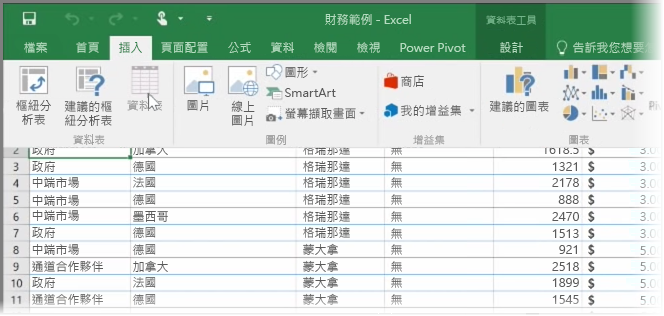 財務範例 - Excel
資料表工具
檔案 首頁 插入 頁面配置 公式 資料 檢閱 檢視 Power Pivot 設計 告訴我您想要
樞紐分析表
建議的樞紐分析表
資料表
圖片
線上圖片
圖形
SmartArt
螢幕擷取畫面
商店
我的增益集
建議的圖表
資料表 圖例 增益集 圖表
2 政府 加拿大 格瑞那達 無 1618.5 $ 3.0
3 政府 德國 格瑞那達 無 1321 $ 3.0
4 中端市場 法國 格瑞那達 無 2178 $ 3.0
5 中端市場 德國 格瑞那達 無 888 $ 3.0
6 中端市場 墨西哥 格瑞那達 無 2470 $ 3.0
7 政府 德國 格瑞那達 無 1513 $ 3.0
8 中端市場 德國 蒙大拿 無 921 $ 5.0
9 通道合作夥伴 加拿大 蒙大拿 無 2518 $ 5.0
10 政府 法國 蒙大拿 無 1899 $ 5.0
11 通道合作夥伴 德國 蒙大拿 無 1545 $ 5.0